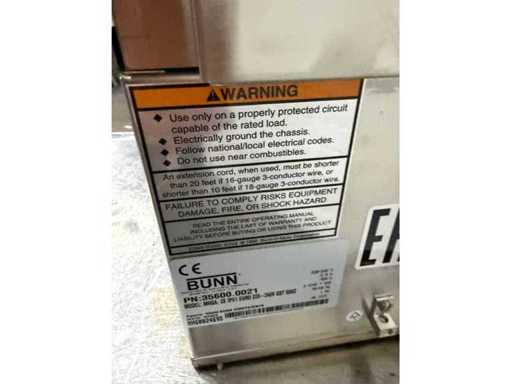 WARNING
• Use only on a properly protected circuit
capable of the rated load.
• Electrically ground the chassis.
• Follow national/local electrical codes.
• Do not use near combustibles.
An extension cord, when used, must be shorter
than 20 feet if 16-gauge 3-conductor wire, or
shorter than 10 feet if 18-gauge 3-conductor wire.
FAILURE TO COMPLY RISKS EQUIPMENT
DAMAGE, FIRE, OR SHOCK HAZARD
READ THE ENTIRE OPERATING MANUAL
INCLUDING THE LIMIT OF WARRANTY AND
LIABILITY BEFORE BUYING OR USING THIS PRODUCT
CE
BUNN
PN:35600.0021